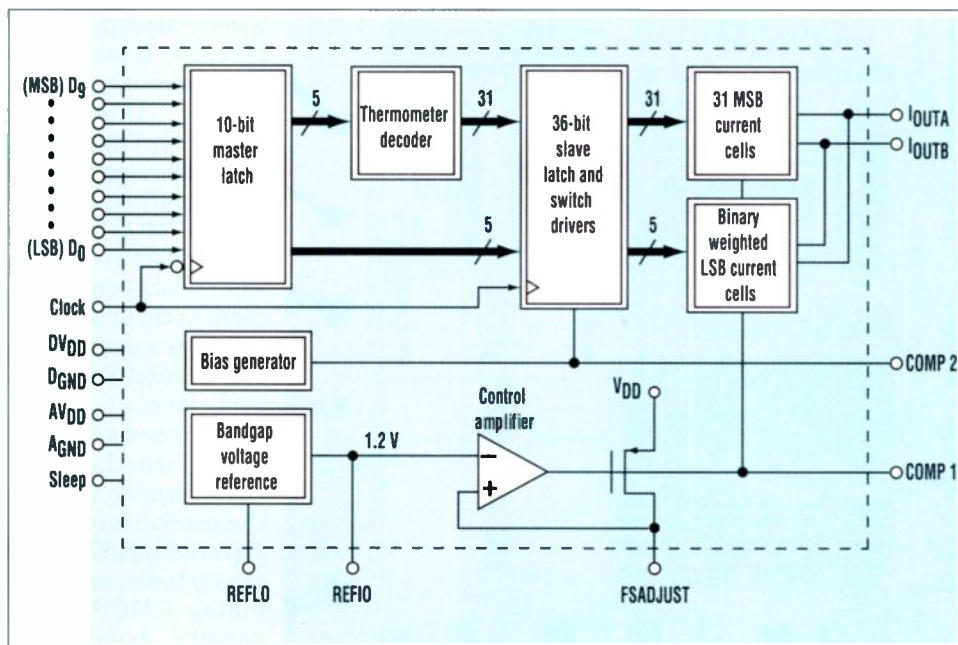 (MSB) D9
(LSB) D0
Clock
DVDD
DGND
AVDD
AGND
Sleep
10-bit
master
latch
5
5
Thermometer
decoder
31
36-bit
slave
latch and
switch
drivers
31
5
31 MSB
current
cells
Binary
weighted
LSB current
cells
IOUTA
IOUTB
Bias generator
COMP 2
Bandgap
voltage
reference
1.2 V
Control
amplifier
−
+
VDD
COMP 1
REFLO
REFIO
FSADJUST